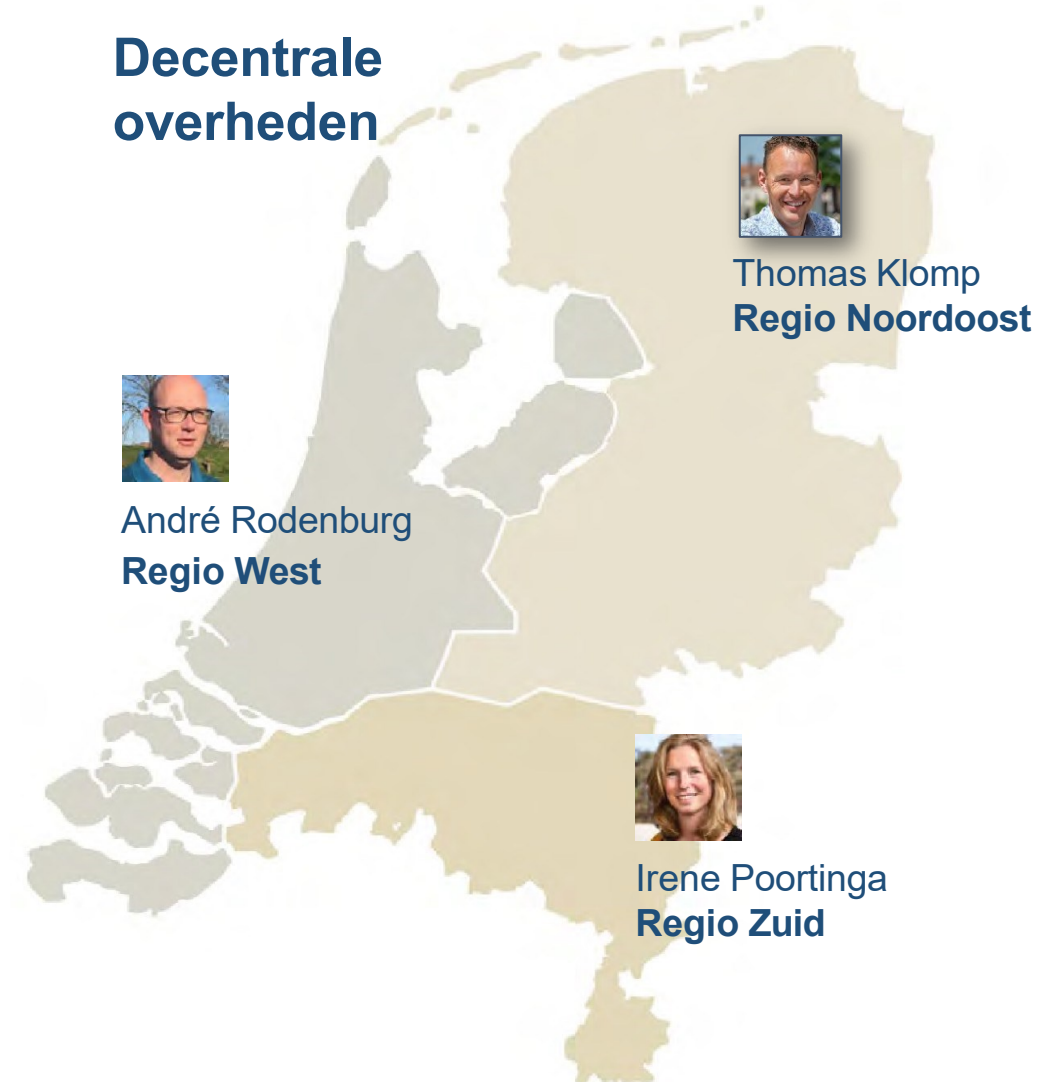 Decentrale
overheden
Thomas Klomp
Regio Noordoost
André Rodenburg
Regio West
Irene Poortinga
Regio Zuid